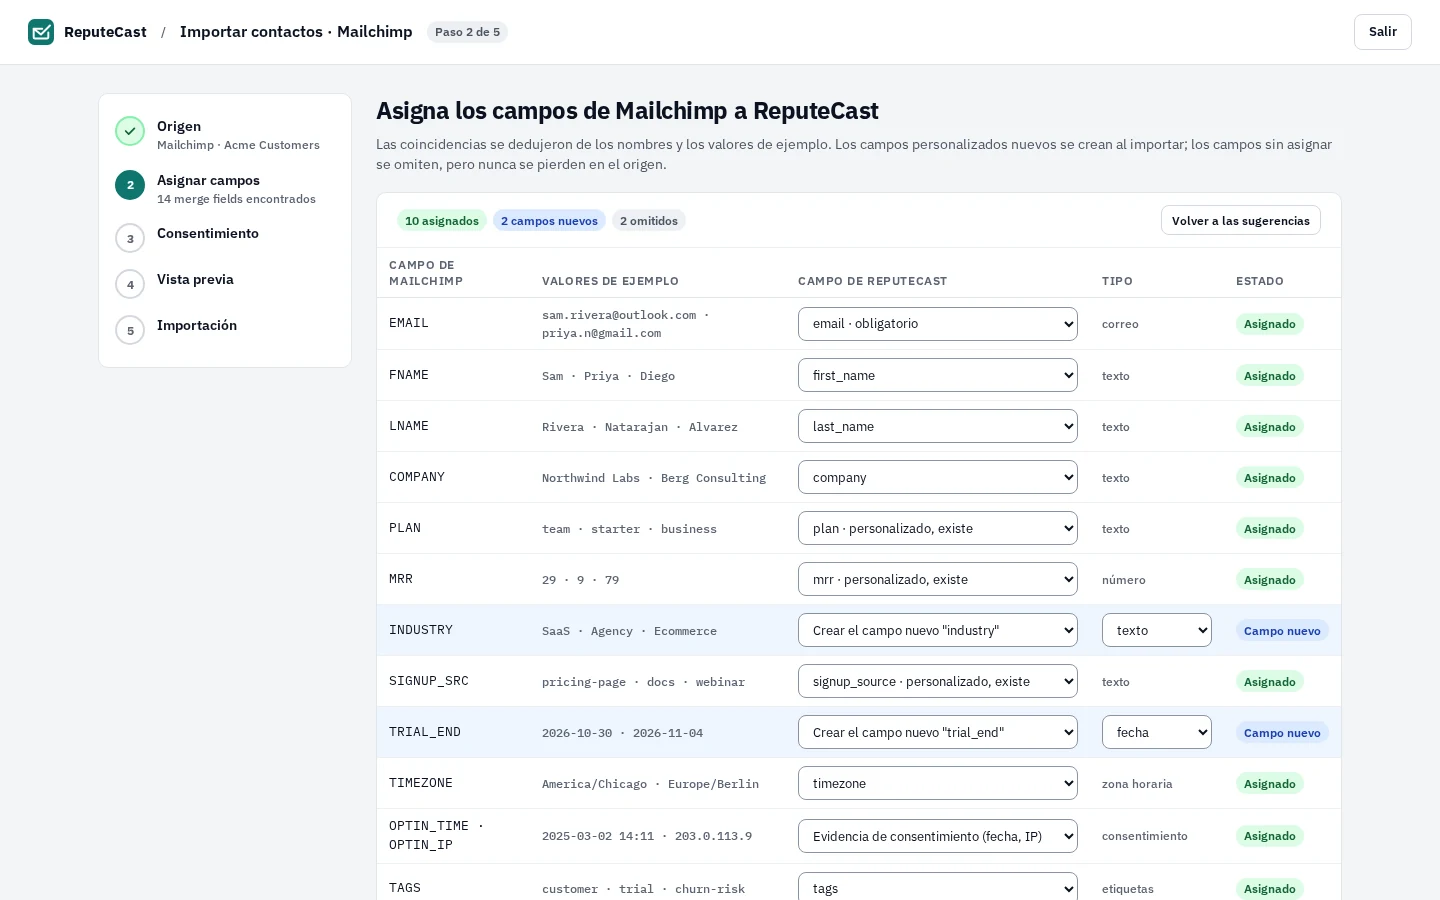 ReputeCast / Importar contactos · Mailchimp Paso 2 de 5 Salir
Origen
Mailchimp · Acme Customers
2 Asignar campos
14 merge fields encontrados
3 Consentimiento
4 Vista previa
5 Importación
Asigna los campos de Mailchimp a ReputeCast
Las coincidencias se dedujeron de los nombres y los valores de ejemplo. Los campos personalizados nuevos se crean al importar; los campos sin asignar
se omiten, pero nunca se pierden en el origen.
10 asignados 2 campos nuevos 2 omitidos Volver a las sugerencias
CAMPO DE
MAILCHIMP VALORES DE EJEMPLO CAMPO DE REPUTECAST TIPO ESTADO
EMAIL sam.rivera@outlook.com ·
priya.n@gmail.com email · obligatorio correo Asignado
FNAME Sam · Priya · Diego first_name texto Asignado
LNAME Rivera · Natarajan · Alvarez last_name texto Asignado
COMPANY Northwind Labs · Berg Consulting company texto Asignado
PLAN team · starter · business plan · personalizado, existe texto Asignado
MRR 29 · 9 · 79 mrr · personalizado, existe número Asignado
INDUSTRY SaaS · Agency · Ecommerce Crear el campo nuevo "industry" texto Campo nuevo
SIGNUP_SRC pricing-page · docs · webinar signup_source · personalizado, existe texto Asignado
TRIAL_END 2026-10-30 · 2026-11-04 Crear el campo nuevo "trial_end" fecha Campo nuevo
TIMEZONE America/Chicago · Europe/Berlin timezone zona horaria Asignado
OPTIN_TIME ·
OPTIN_IP 2025-03-02 14:11 · 203.0.113.9 Evidencia de consentimiento (fecha, IP) consentimiento Asignado
TAGS customer · trial · churn-risk tags etiquetas Asignado